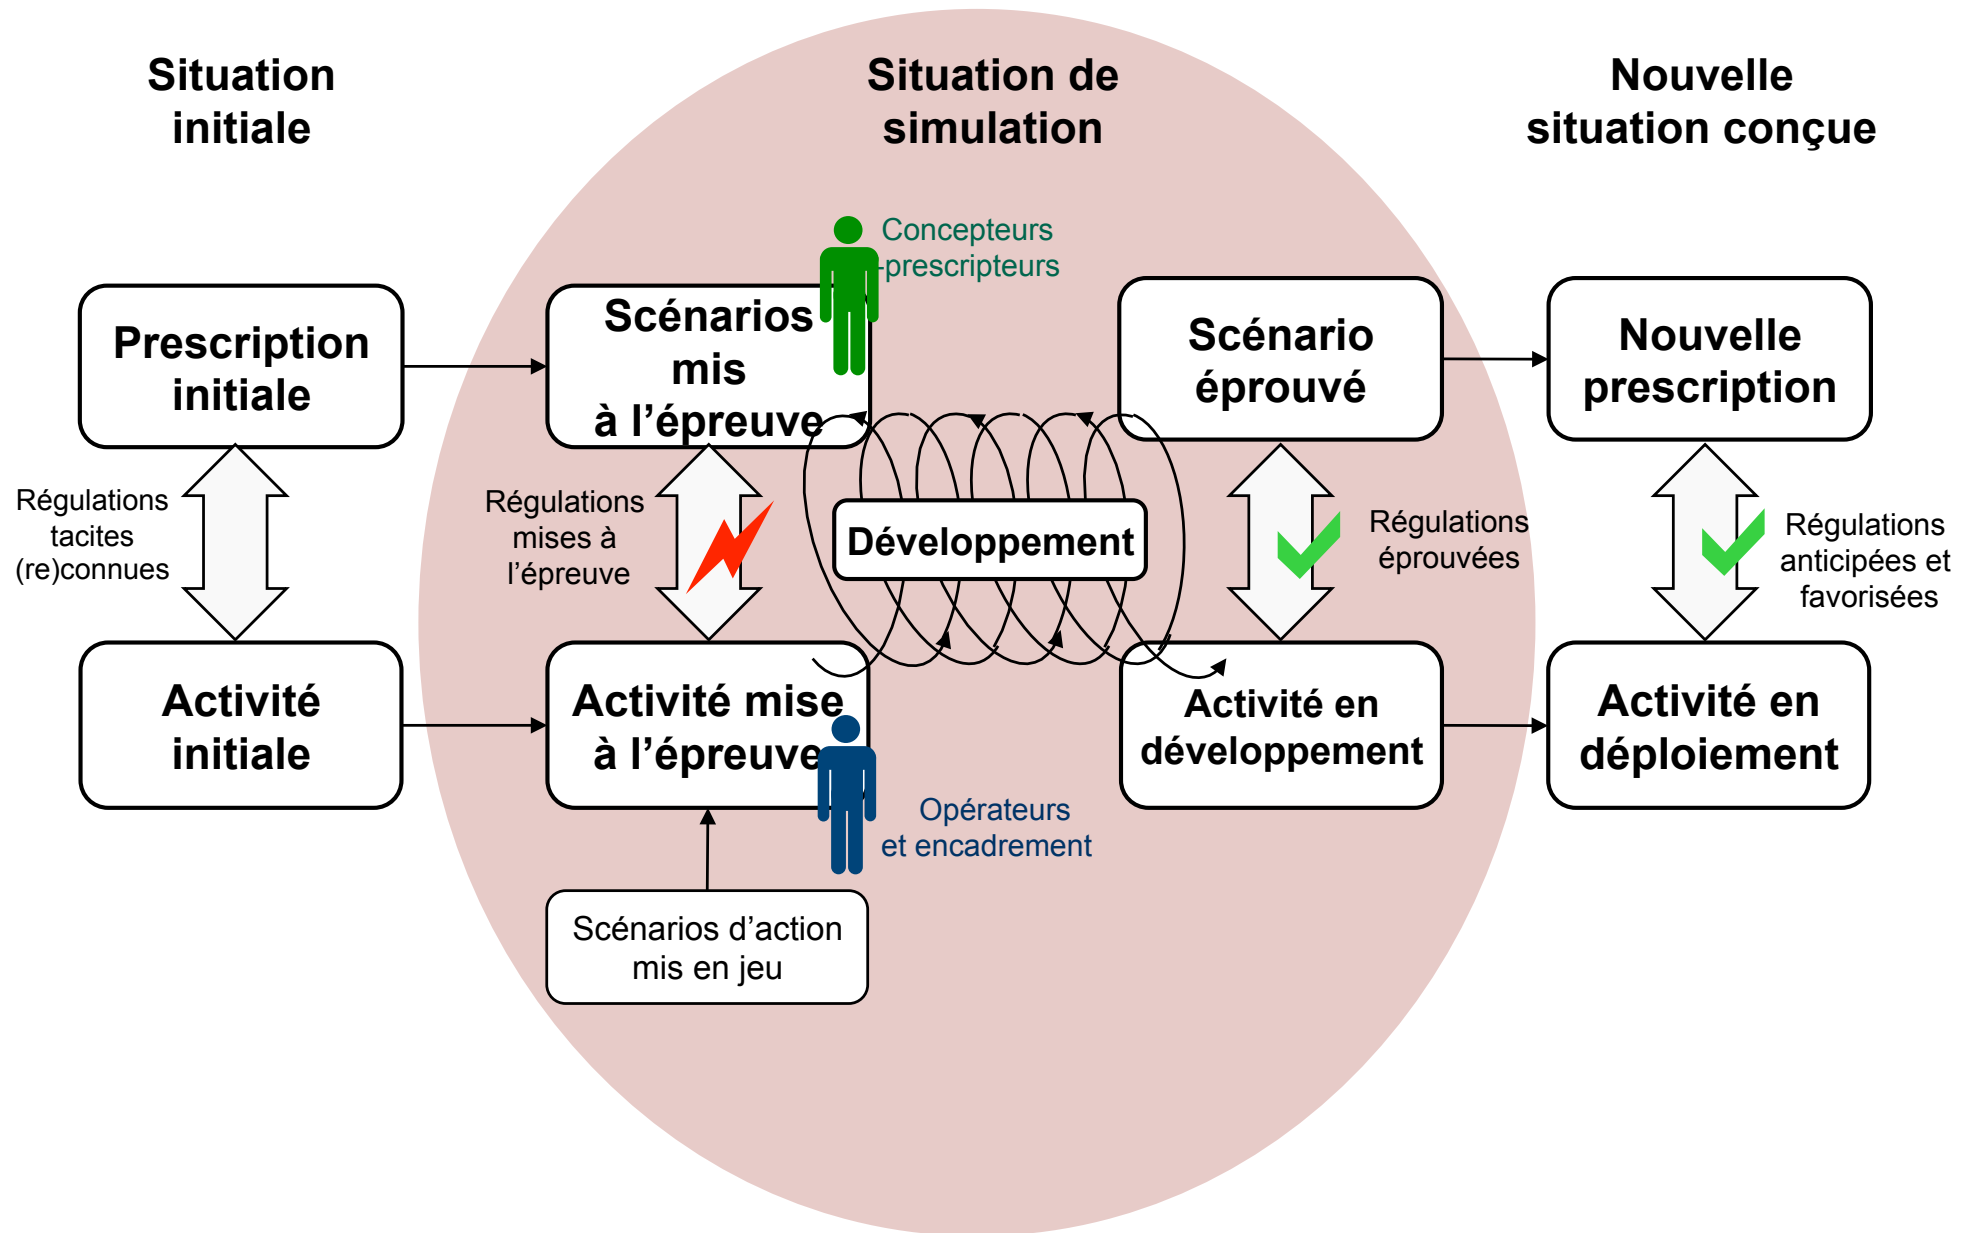 Situation
initiale
Situation de
simulation
Nouvelle
situation conçue
Concepteurs
-prescripteurs
Prescription
initiale
Scénarios
mis
à l’épreuve
Scénario
éprouvé
Nouvelle
prescription
Régulations
tacites
(re)connues
Régulations
mises à
l’épreuve
Développement
Régulations
éprouvées
Régulations
anticipées et
favorisées
Activité
initiale
Activité mise
à l’épreuve
Activité en
développement
Activité en
déploiement
Opérateurs
et encadrement
Scénarios d’action
mis en jeu